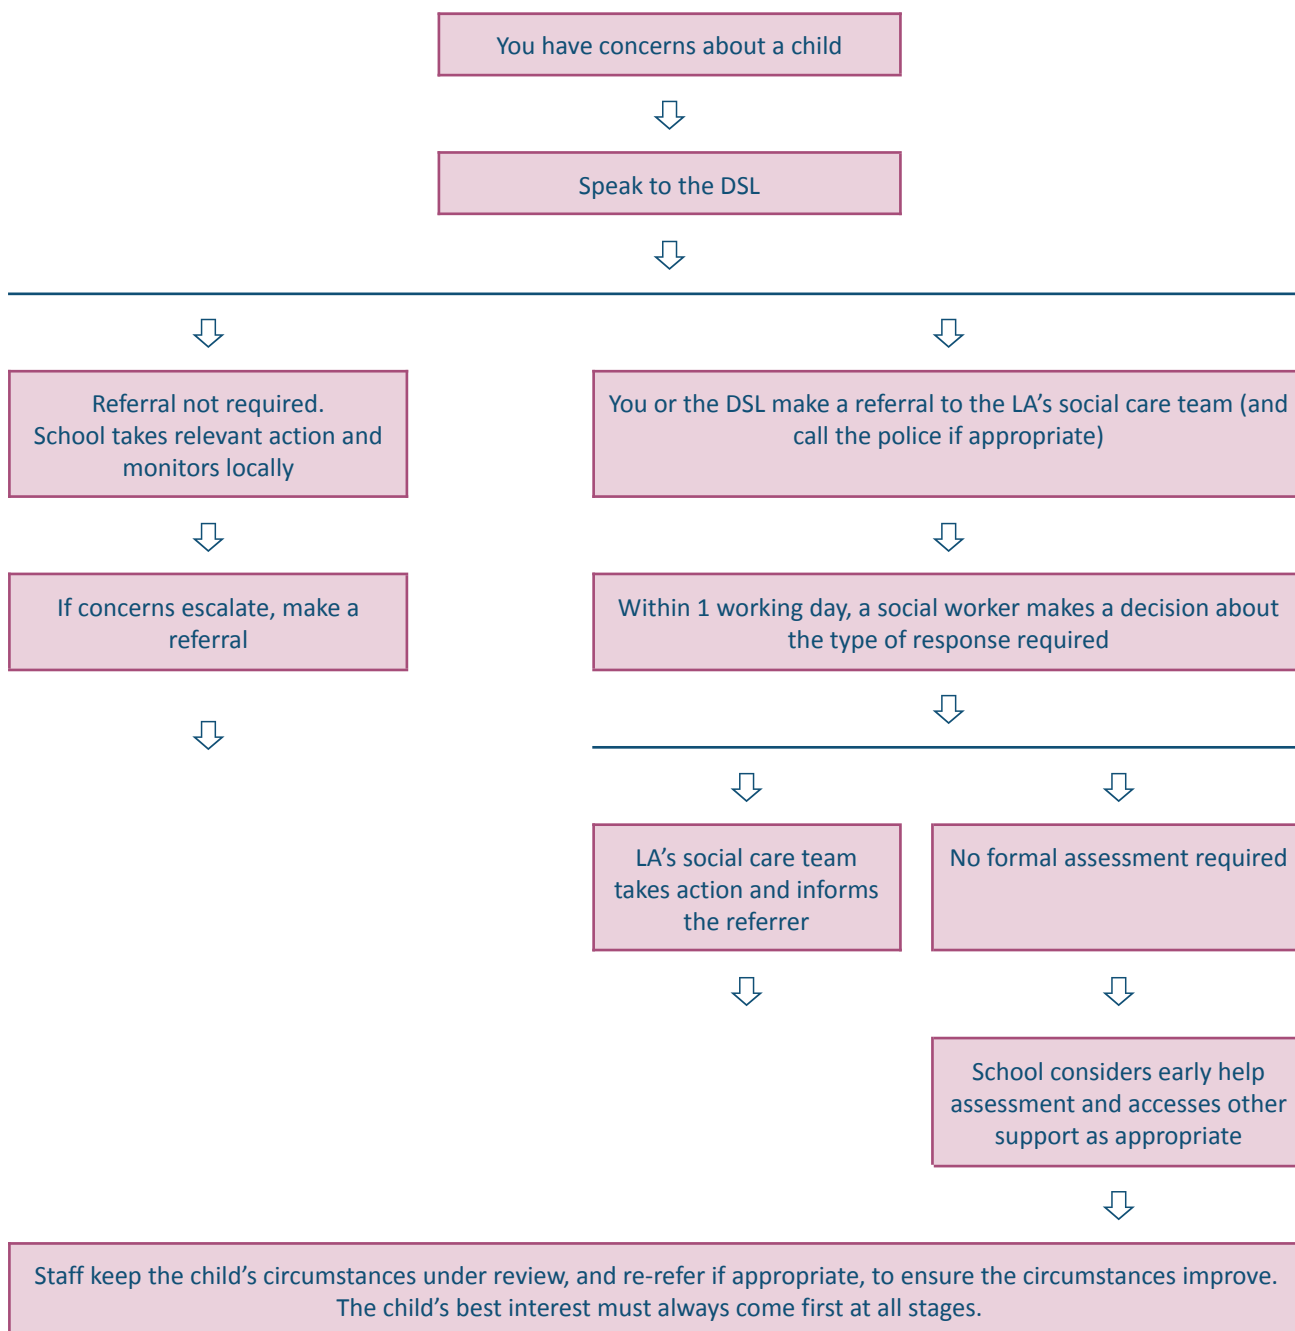 You have concerns about a child
Speak to the DSL
Referral not required.
School takes relevant action and
monitors locally
You or the DSL make a referral to the LA’s social care team (and
call the police if appropriate)
If concerns escalate, make a
referral
Within 1 working day, a social worker makes a decision about
the type of response required
LA’s social care team
takes action and informs
the referrer
No formal assessment required
School considers early help
assessment and accesses other
support as appropriate
Staff keep the child’s circumstances under review, and re-refer if appropriate, to ensure the circumstances improve.
The child’s best interest must always come first at all stages.